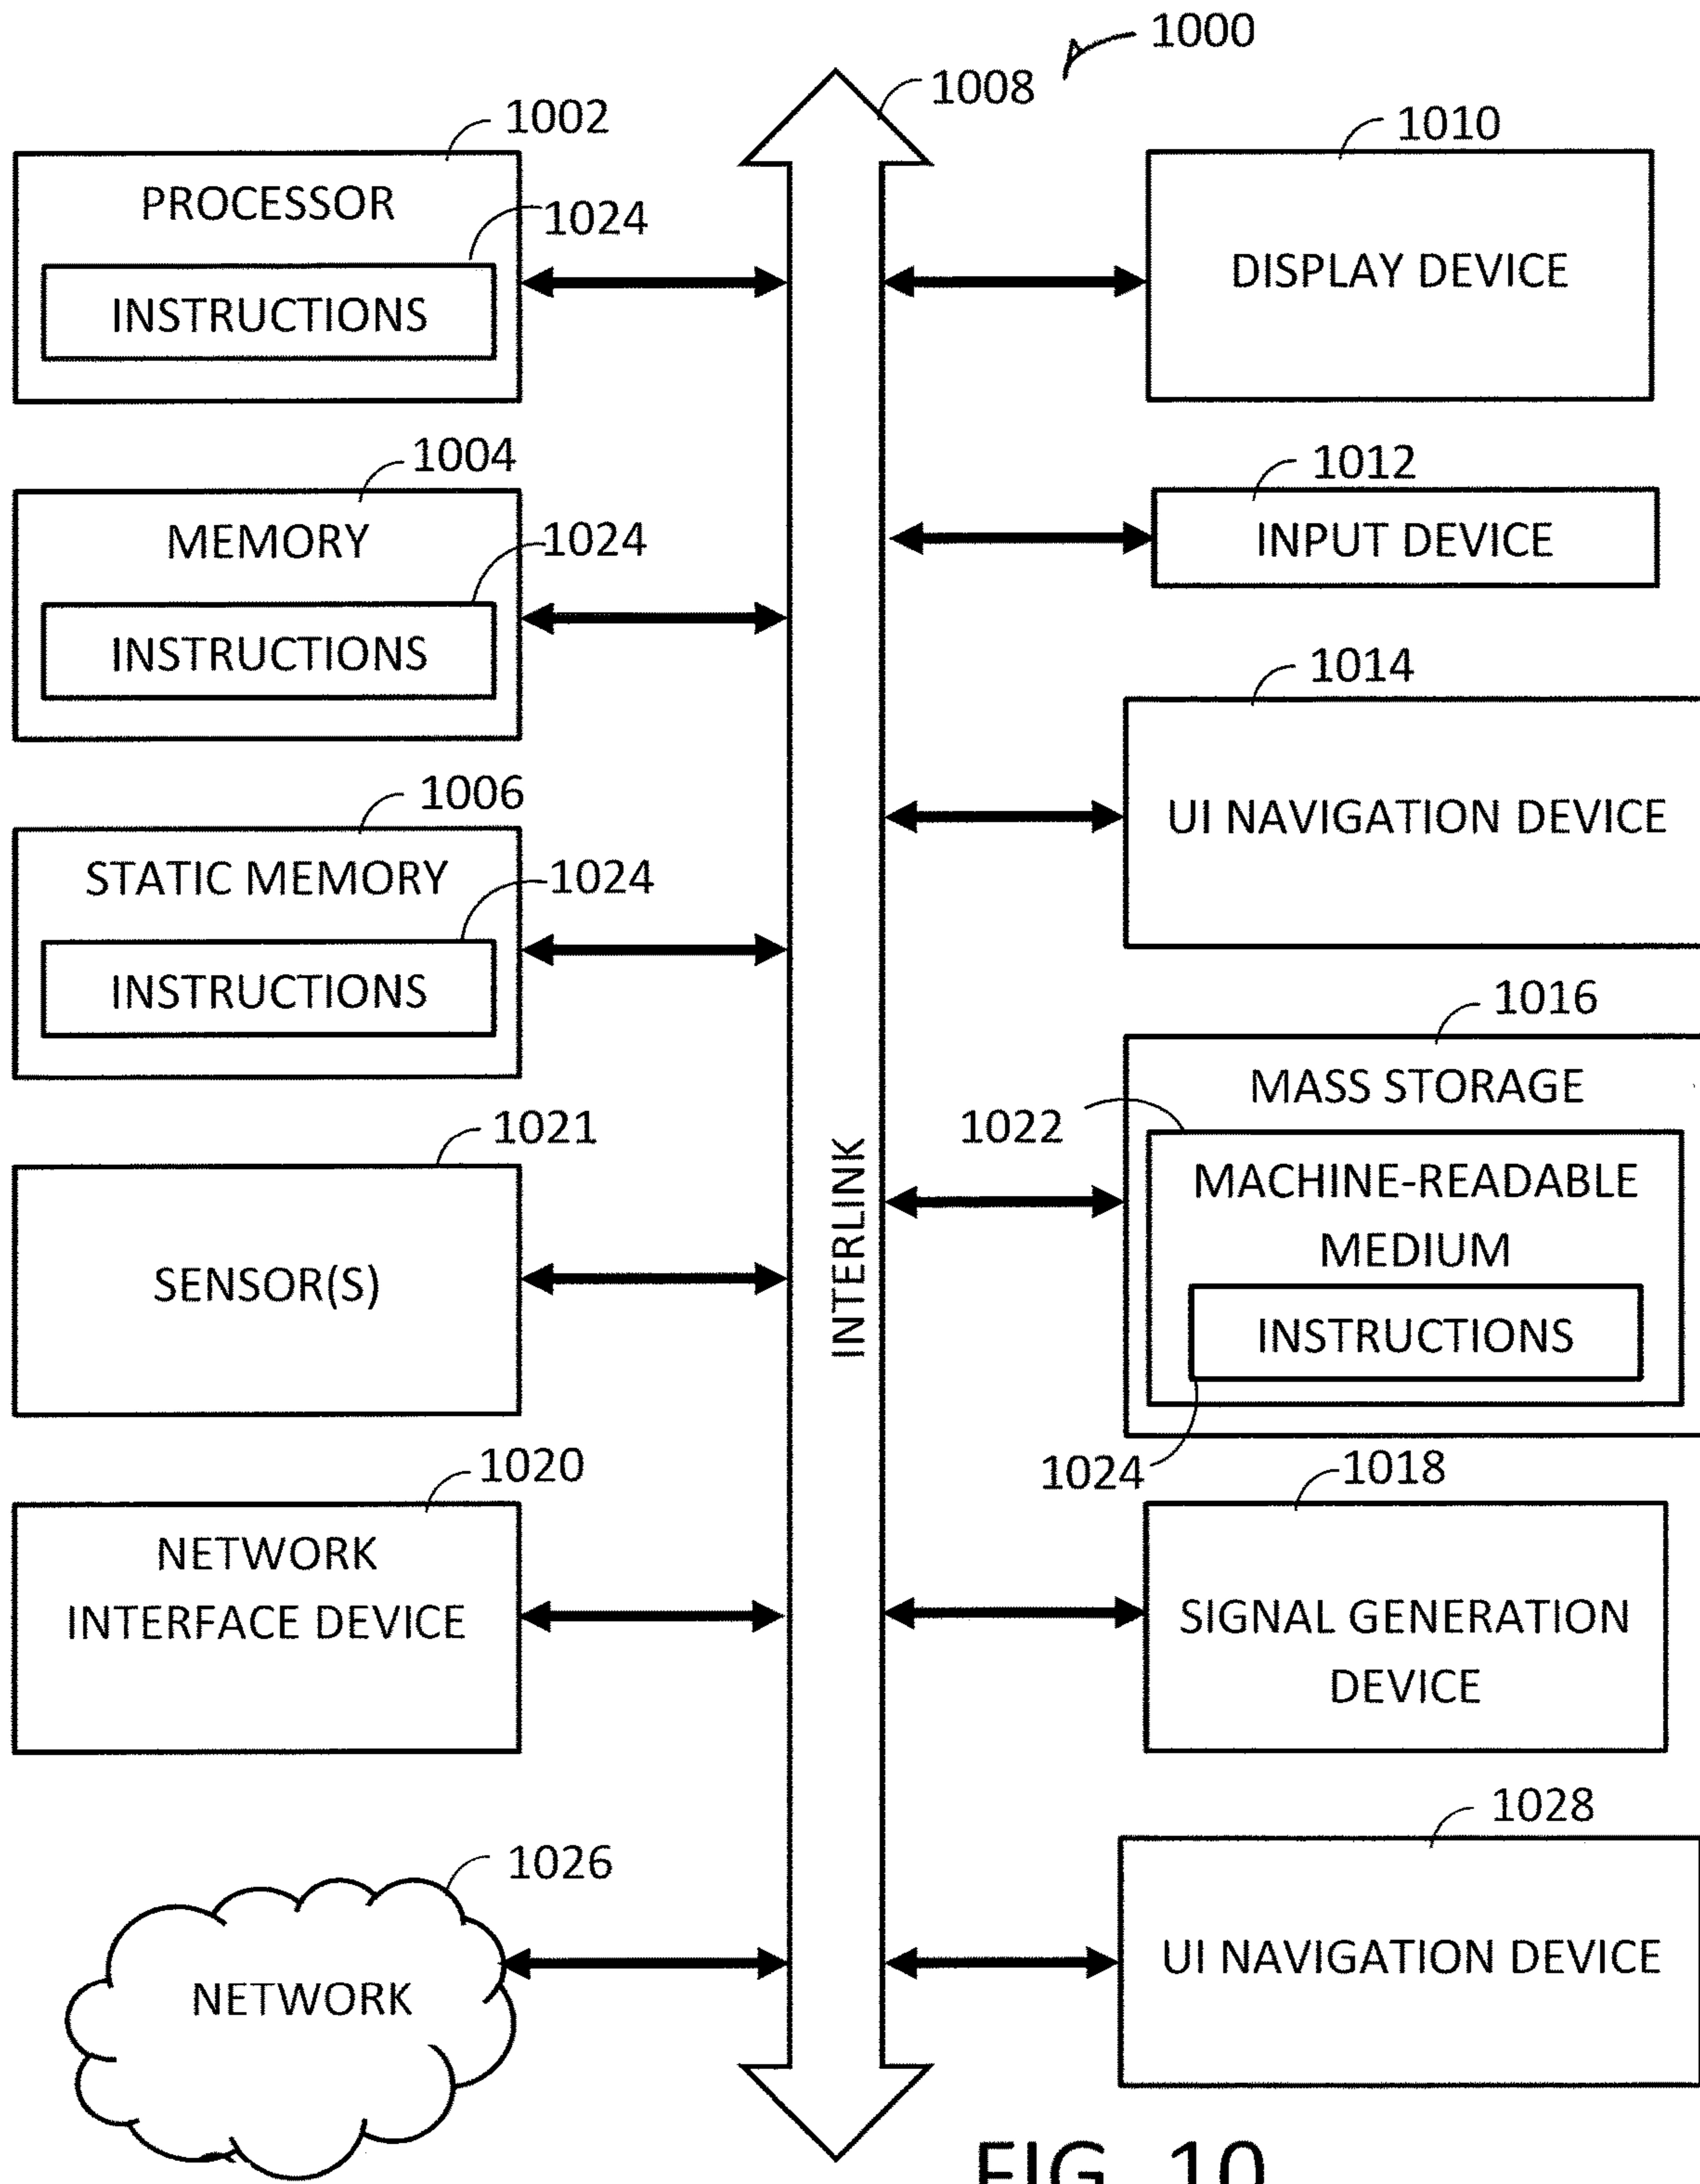 1000
1008
1002
PROCESSOR
1024
INSTRUCTIONS
1010
DISPLAY DEVICE
1004
MEMORY
1024
INSTRUCTIONS
1012
INPUT DEVICE
1014
UI NAVIGATION DEVICE
1006
STATIC MEMORY
1024
INSTRUCTIONS
1016
MASS STORAGE
1022
MACHINE-READABLE
MEDIUM
INSTRUCTIONS
1024
1021
SENSOR(S)
INTERLINK
1020
NETWORK
INTERFACE DEVICE
1018
SIGNAL GENERATION
DEVICE
1026
NETWORK
1028
UI NAVIGATION DEVICE
FIG. 10